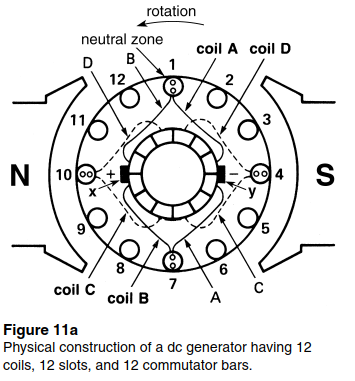 rotation
neutral zone
1
coil A
coil D
D
B
12
2
11
3
N
10
+
−
4
S
x
y
9
5
8
6
7
coil C
coil B
A
C
Figure 11a
Physical construction of a dc generator having 12
coils, 12 slots, and 12 commutator bars.